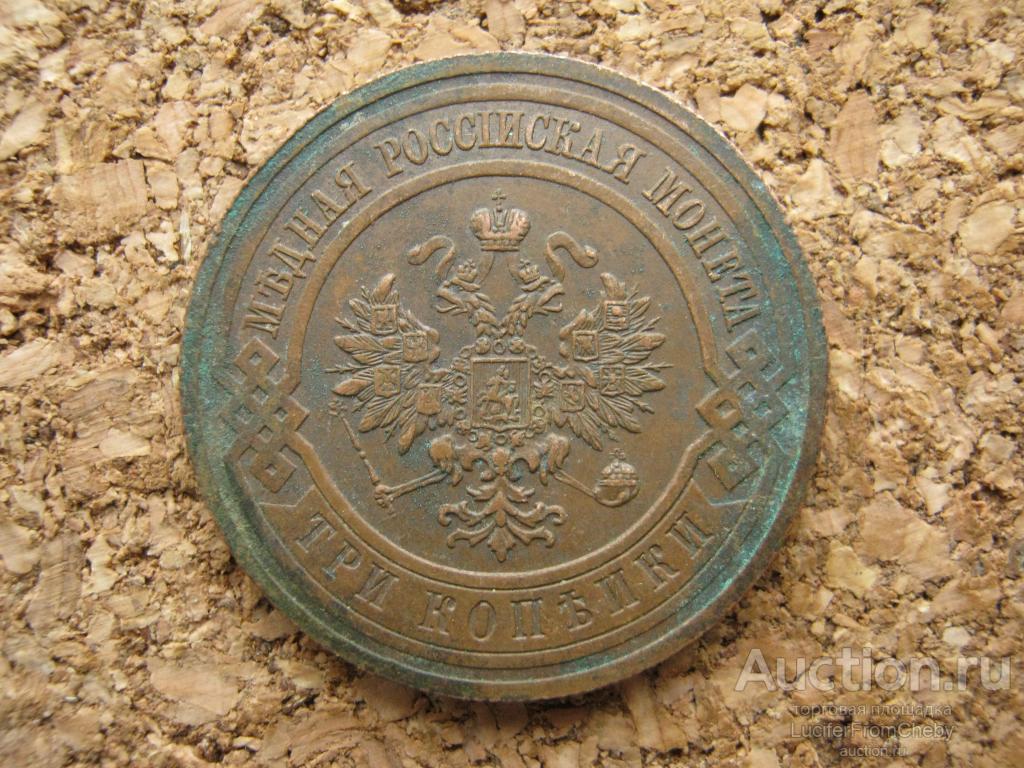 МѢДНАЯ РОССІЙСКАЯ МОНЕТА
ТРИ КОПѢЙКИ
Auction.ru
торговая площадка
LuciferFromCheby
auction.ru